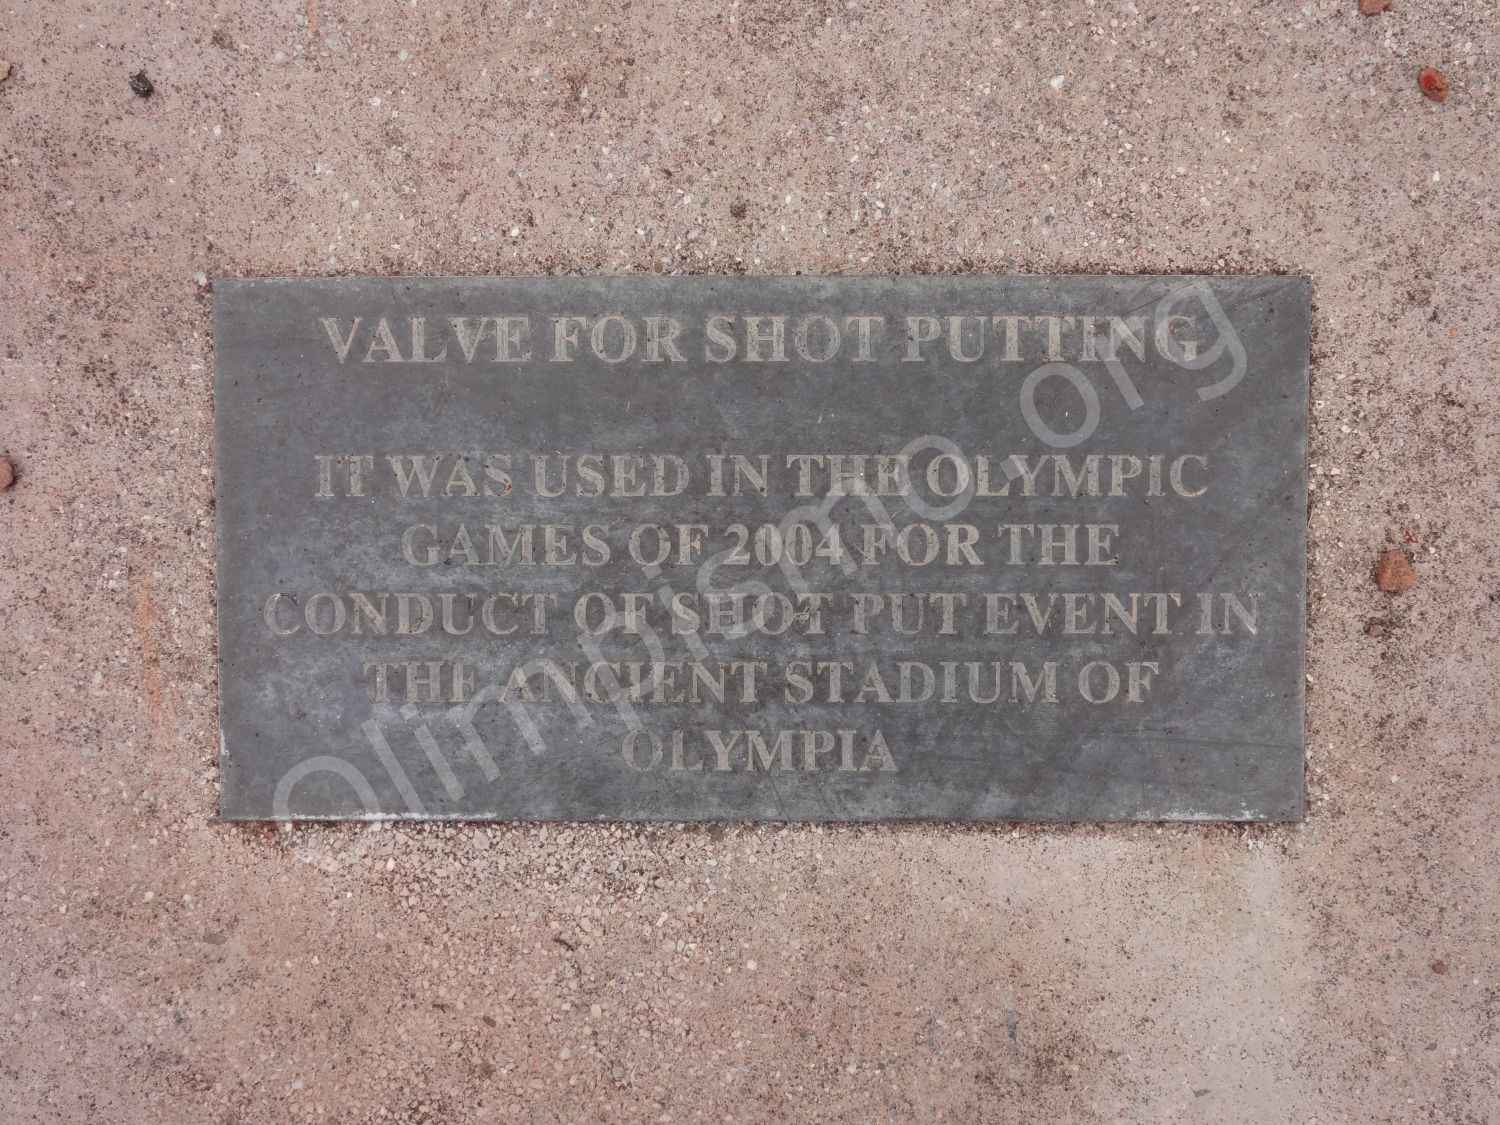 VALVE FOR SHOT PUTTING
IT WAS USED IN THE OLYMPIC
GAMES OF 2004 FOR THE
CONDUCT OF SHOT PUT EVENT IN
THE ANCIENT STADIUM OF
OLYMPIA
olimpismo.org